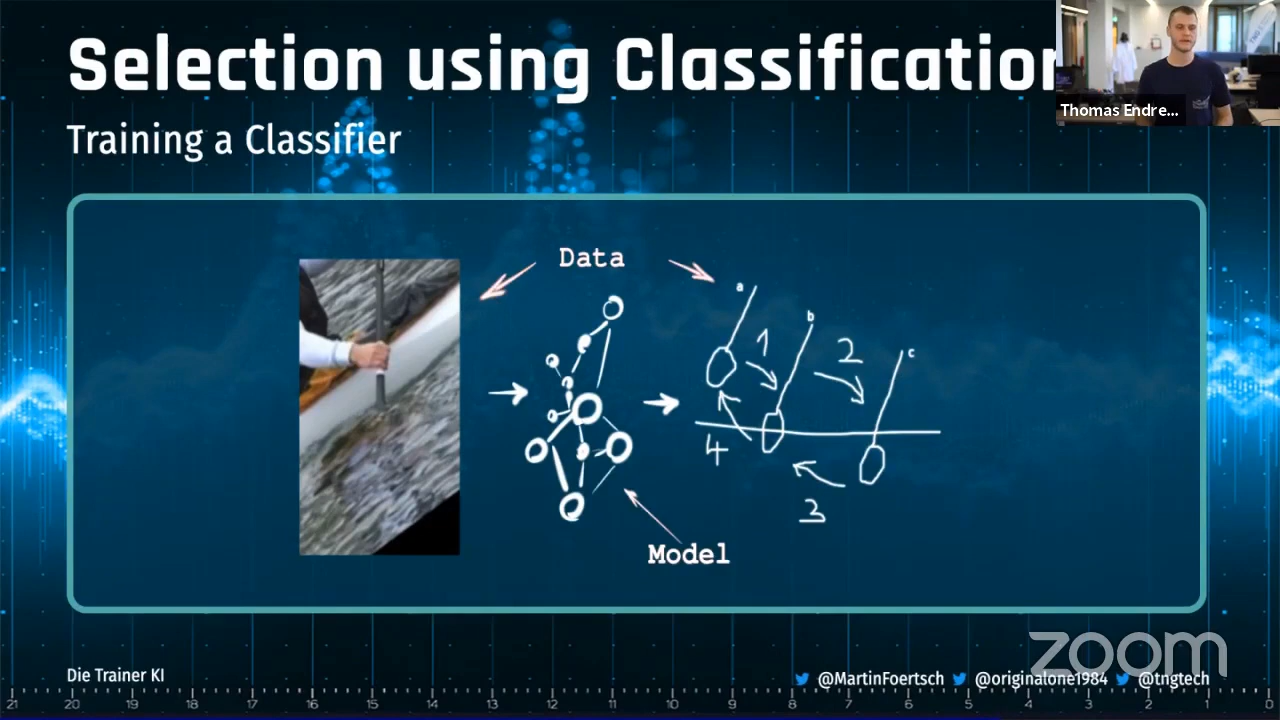 Selection using Classification
Thomas Endre...
Training a Classifier
Data
a
b
c
1
2
3
4
Model
zoom
Die Trainer KI
@MartinFoertsch
@originalone1984
@tngtech
21 20 19 18 17 16 15 14 13 12 11 10 9 8 7 6 5 4 3 2 1 0